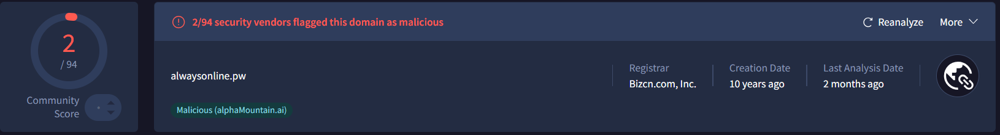 2
/ 94
Community
Score
2/94 security vendors flagged this domain as malicious
Reanalyze
More
alwaysonline.pw
Malicious (alphaMountain.ai)
Registrar
Bizcn.com, Inc.
Creation Date
10 years ago
Last Analysis Date
2 months ago